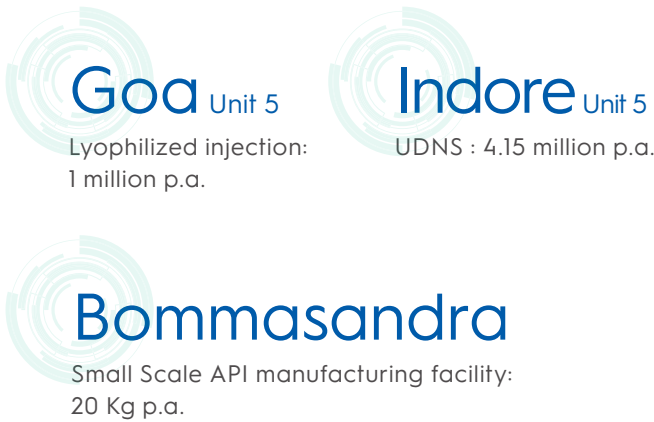 Goa Unit 5
Lyophilized injection:
1 million p.a.
Indore Unit 5
UDNS : 4.15 million p.a.
Bommasandra
Small Scale API manufacturing facility:
20 Kg p.a.